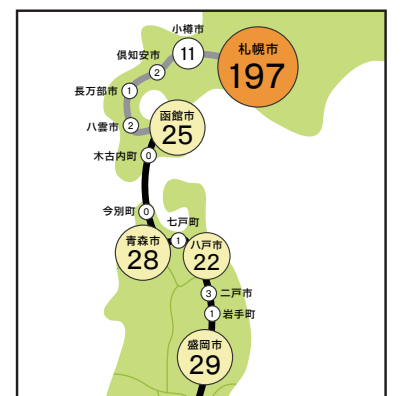 小樽市
11
札幌市
197
倶知安市
2
長万部市
1
八雲市
2
函館市
25
木古内町
0
今別町
0
七戸町
1
青森市
28
八戸市
22
3
二戸市
1
岩手町
盛岡市
29